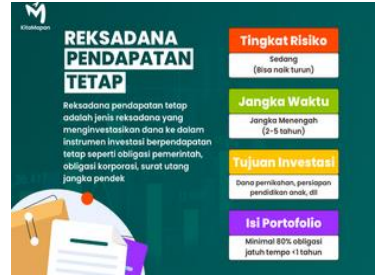 KitaMapan
REKSADANA
PENDAPATAN
TETAP
Reksadana pendapatan tetap
adalah jenis reksadana yang
menginvestasikan dana ke dalam
instrumen investasi berpendapatan
tetap seperti obligasi pemerintah,
obligasi korporasi, surat utang
jangka pendek
Tingkat Risiko
Sedang
(Bisa naik turun)
Jangka Waktu
Jangka Menengah
(2-5 tahun)
Tujuan Investasi
Dana pernikahan, persiapan
pendidikan anak, dll
Isi Portofolio
Minimal 80% obligasi
jatuh tempo <1 tahun